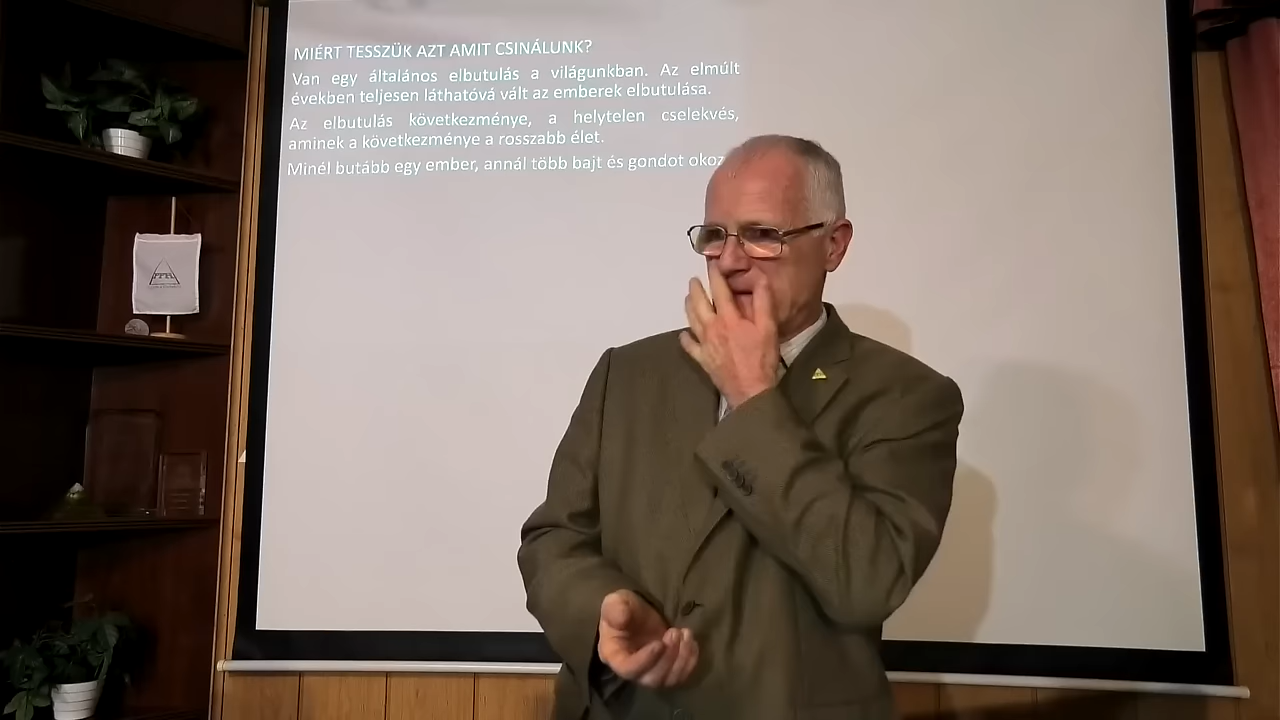 MIÉRT TESSZÜK AZT AMIT CSINÁLUNK?
Van egy általános elbutulás a világunkban. Az elmúlt
években teljesen láthatóvá vált az emberek elbutulása.
Az elbutulás következménye, a helytelen cselekvés,
aminek a következménye a rosszabb élet.
Minél butább egy ember, annál több bajt és gondot okoz